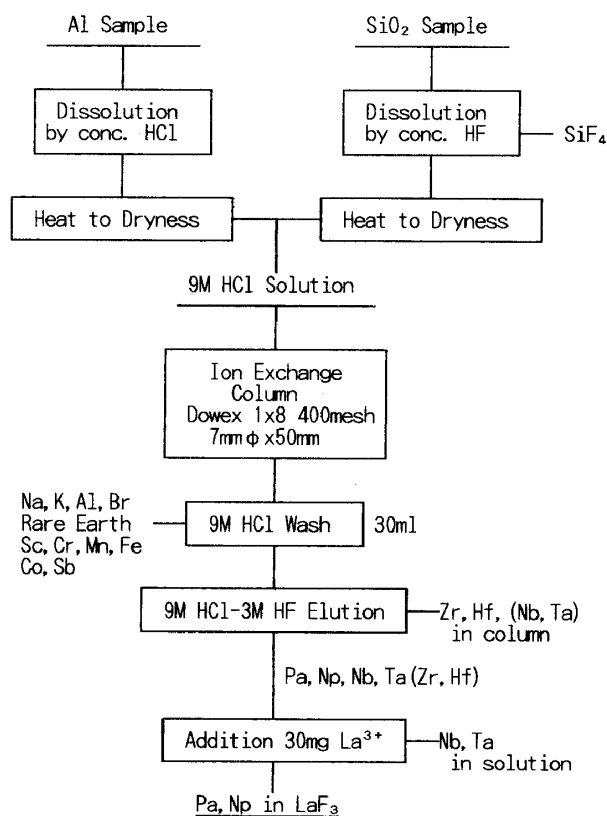 Al Sample
SiO₂ Sample
Dissolution
by conc. HCl
Dissolution
by conc. HF
SiF₄
Heat to Dryness
Heat to Dryness
9M HCl Solution
Ion Exchange
Column
Dowex 1x8 400mesh
7mmφx50mm
Na, K, Al, Br
Rare Earth
Sc, Cr, Mn, Fe
Co, Sb
9M HCl Wash
30ml
9M HCl-3M HF Elution
Zr, Hf, (Nb, Ta)
in column
Pa, Np, Nb, Ta(Zr, Hf)
Addition 30mg La³⁺
Nb, Ta
in solution
Pa, Np in LaF₃